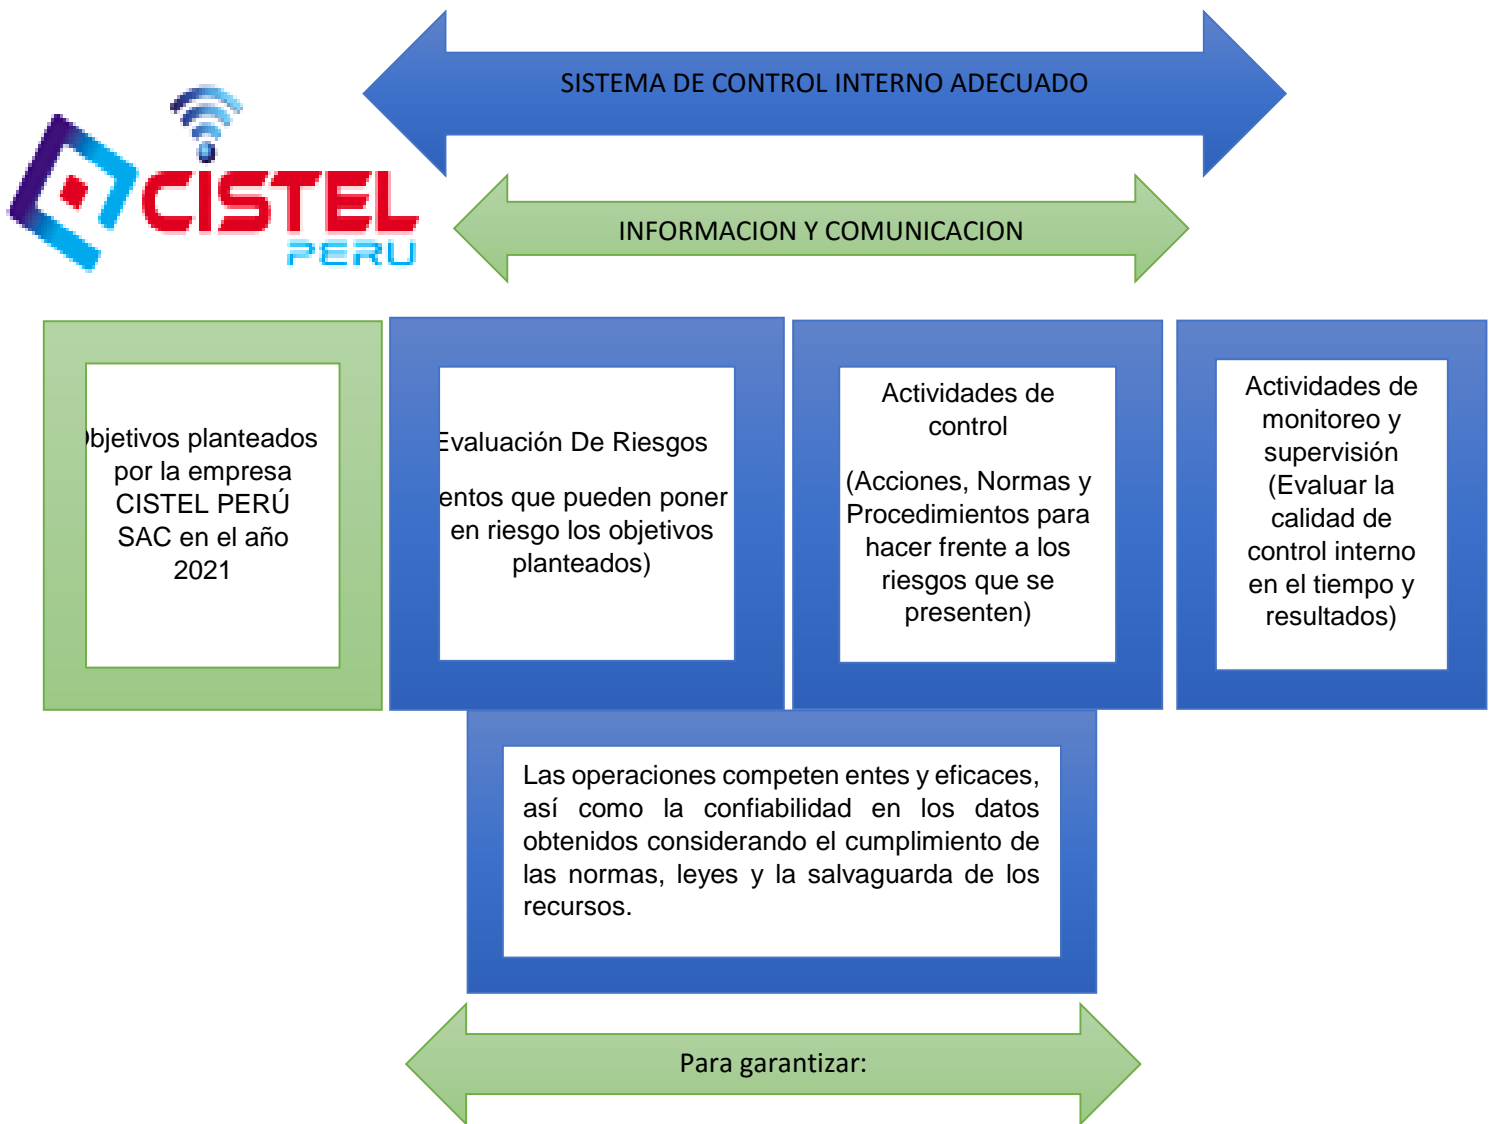 SISTEMA DE CONTROL INTERNO ADECUADO
CISTEL
PERU
INFORMACION Y COMUNICACION
bjetivos planteados
por la empresa
CISTEL PERÚ
SAC en el año
2021
Evaluación De Riesgos
entos que pueden poner
en riesgo los objetivos
planteados)
Actividades de
control
(Acciones, Normas y
Procedimientos para
hacer frente a los
riesgos que se
presenten)
Actividades de
monitoreo y
supervisión
(Evaluar la
calidad de
control interno
en el tiempo y
resultados)
Las operaciones competen entes y eficaces,
así como la confiabilidad en los datos
obtenidos considerando el cumplimiento de
las normas, leyes y la salvaguarda de los
recursos.
Para garantizar: